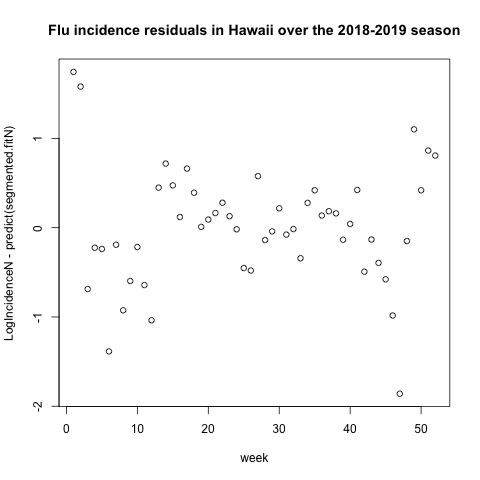 Flu incidence residuals in Hawaii over the 2018-2019 season
LogIncidenceN - predict(segmented.fitN)
1
0
-1
-2
0 10 20 30 40 50
week